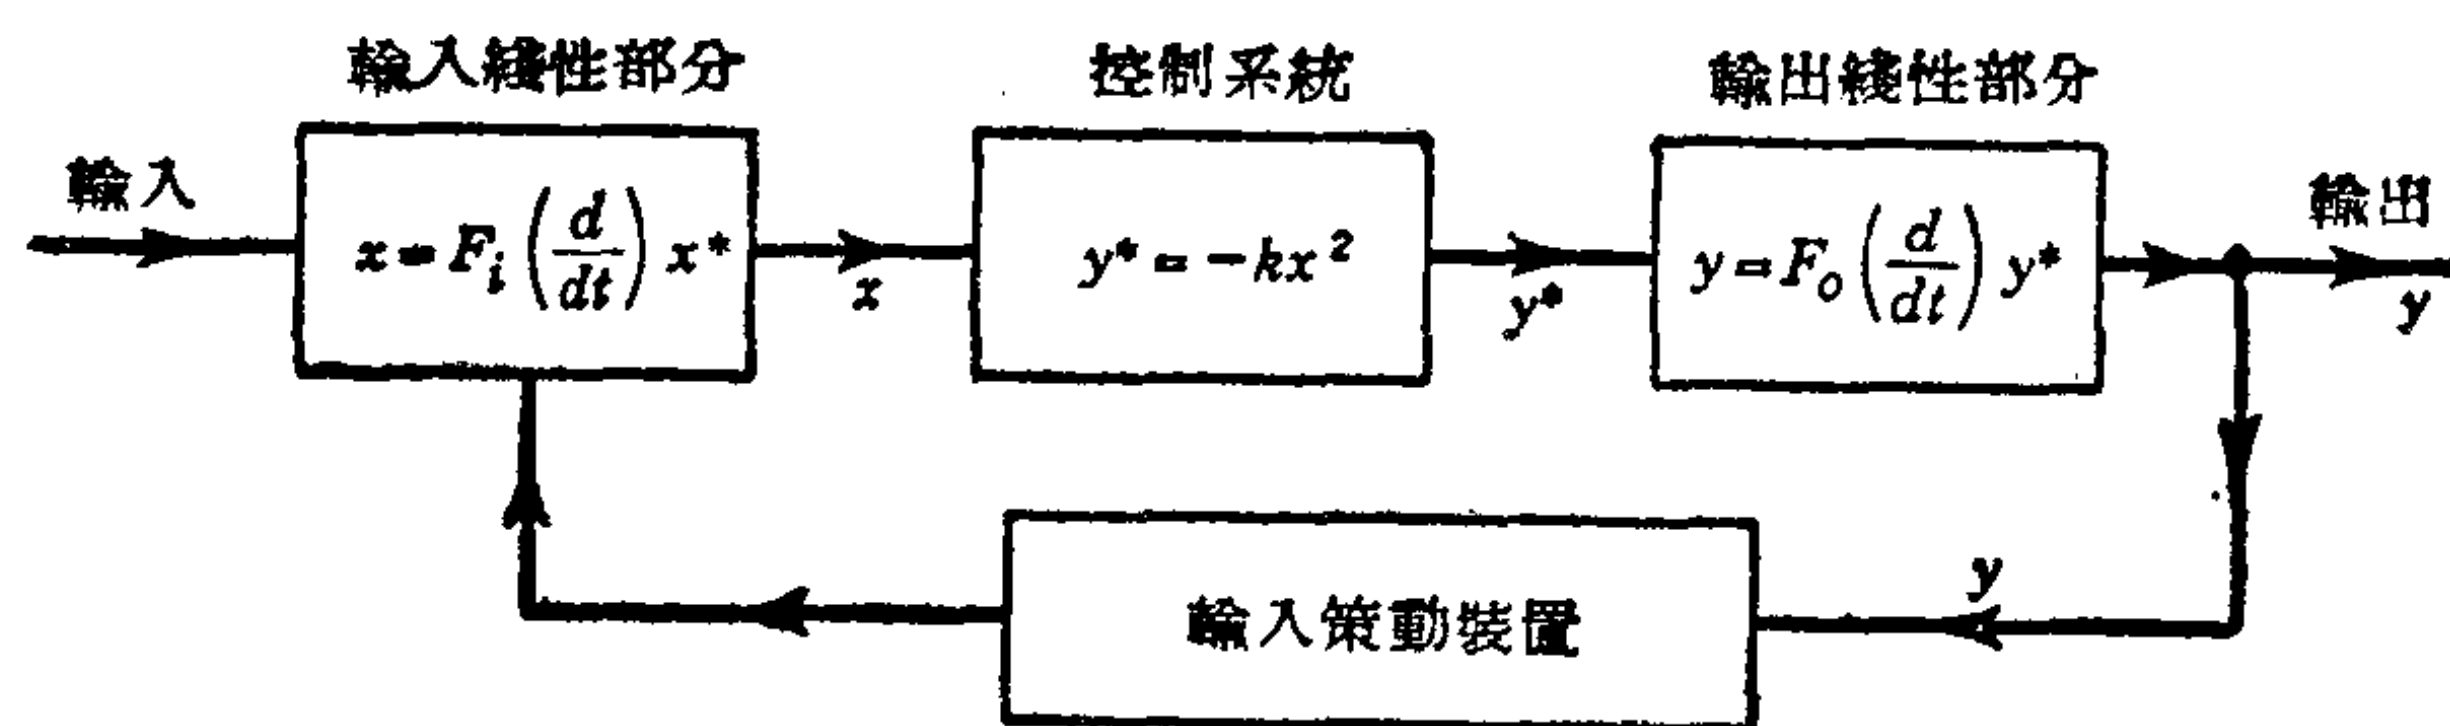 輸入綫性部分
控制系統
輸出綫性部分
輸入
x = F_i (d/dt) x*
x
y* = -kx²
y*
y = F_o (d/dt) y*
輸出
y
y
輸入策動裝置